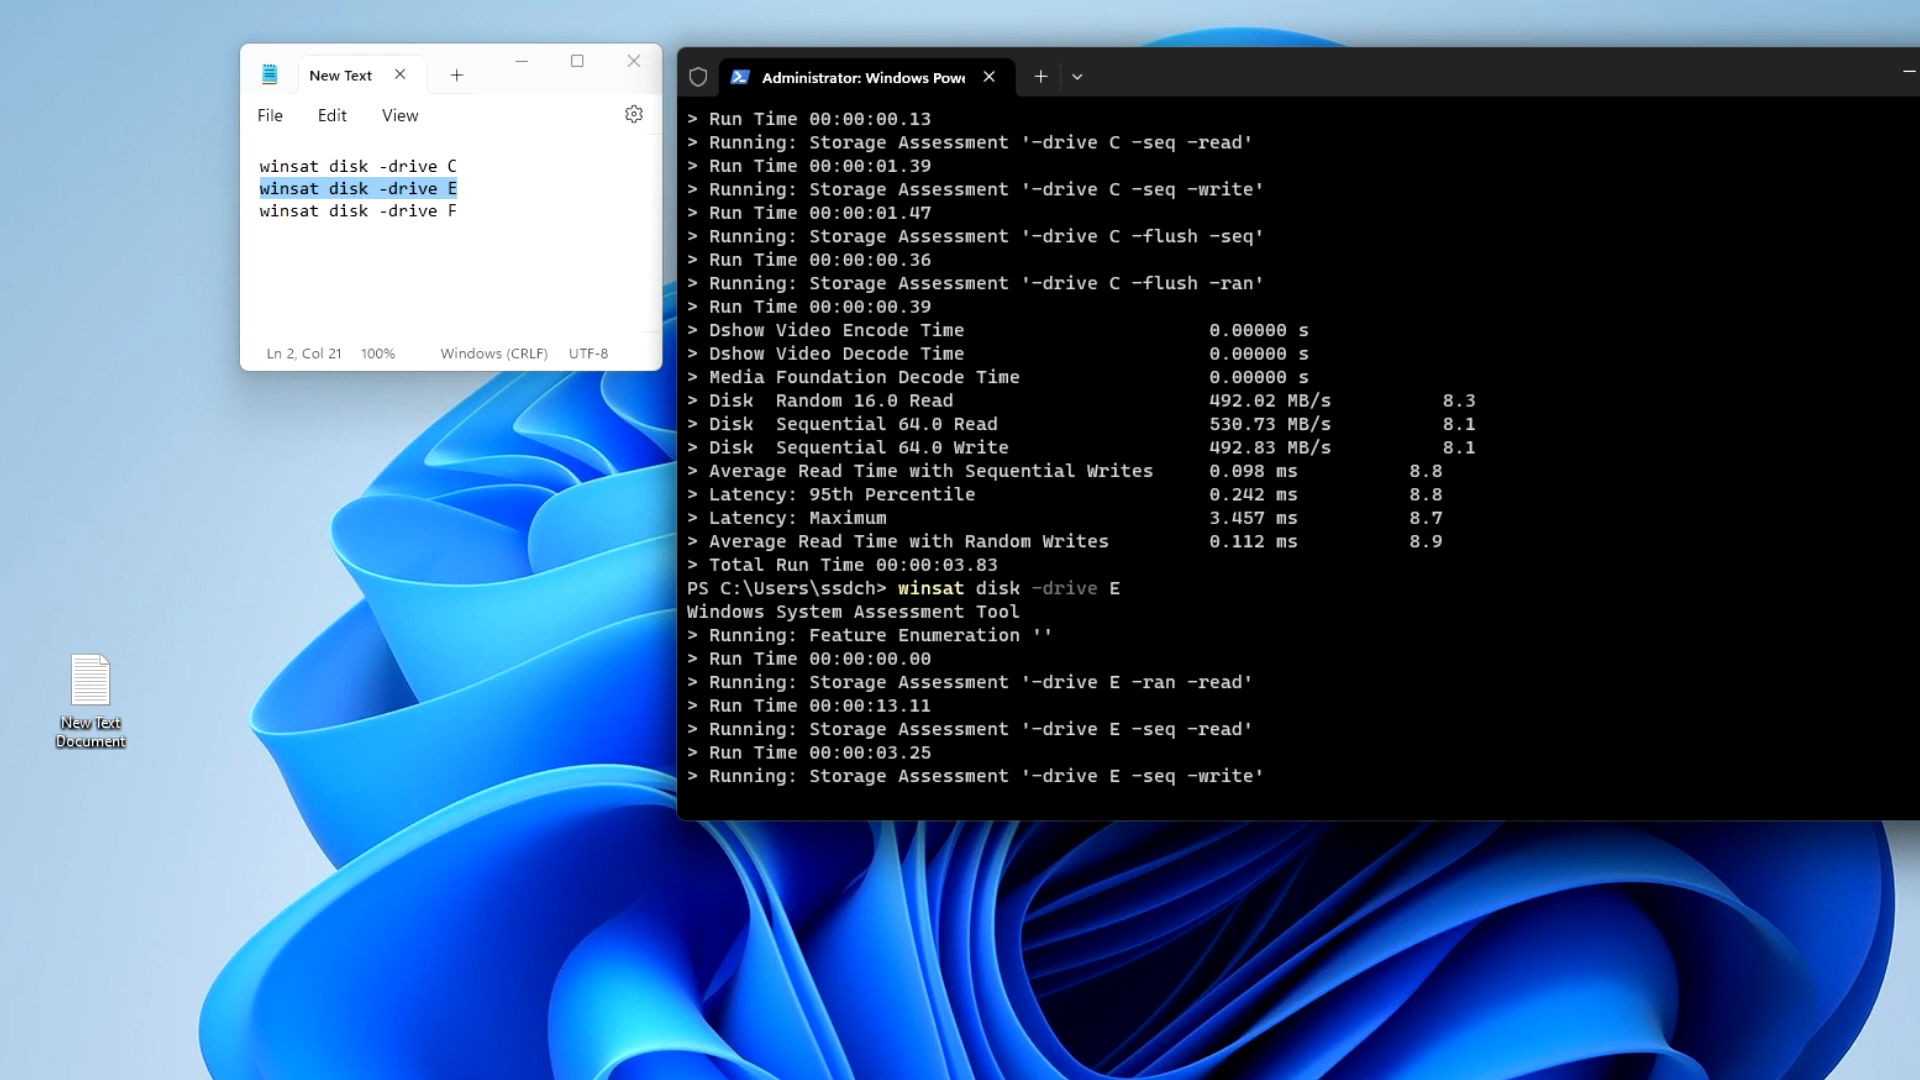 New Text
File Edit View
winsat disk -drive C
winsat disk -drive E
winsat disk -drive F
Ln 2, Col 21 100% Windows (CRLF) UTF-8
New Text
Document
Administrator: Windows Powe
> Run Time 00:00:00.13
> Running: Storage Assessment '-drive C -seq -read'
> Run Time 00:00:01.39
> Running: Storage Assessment '-drive C -seq -write'
> Run Time 00:00:01.47
> Running: Storage Assessment '-drive C -flush -seq'
> Run Time 00:00:00.36
> Running: Storage Assessment '-drive C -flush -ran'
> Run Time 00:00:00.39
> Dshow Video Encode Time 0.00000 s
> Dshow Video Decode Time 0.00000 s
> Media Foundation Decode Time 0.00000 s
> Disk  Random 16.0 Read 492.02 MB/s 8.3
> Disk  Sequential 64.0 Read 530.73 MB/s 8.1
> Disk  Sequential 64.0 Write 492.83 MB/s 8.1
> Average Read Time with Sequential Writes 0.098 ms 8.8
> Latency: 95th Percentile 0.242 ms 8.8
> Latency: Maximum 3.457 ms 8.7
> Average Read Time with Random Writes 0.112 ms 8.9
> Total Run Time 00:00:03.83
PS C:\Users\ssdch> winsat disk -drive E
Windows System Assessment Tool
> Running: Feature Enumeration ''
> Run Time 00:00:00.00
> Running: Storage Assessment '-drive E -ran -read'
> Run Time 00:00:13.11
> Running: Storage Assessment '-drive E -seq -read'
> Run Time 00:00:03.25
> Running: Storage Assessment '-drive E -seq -write'